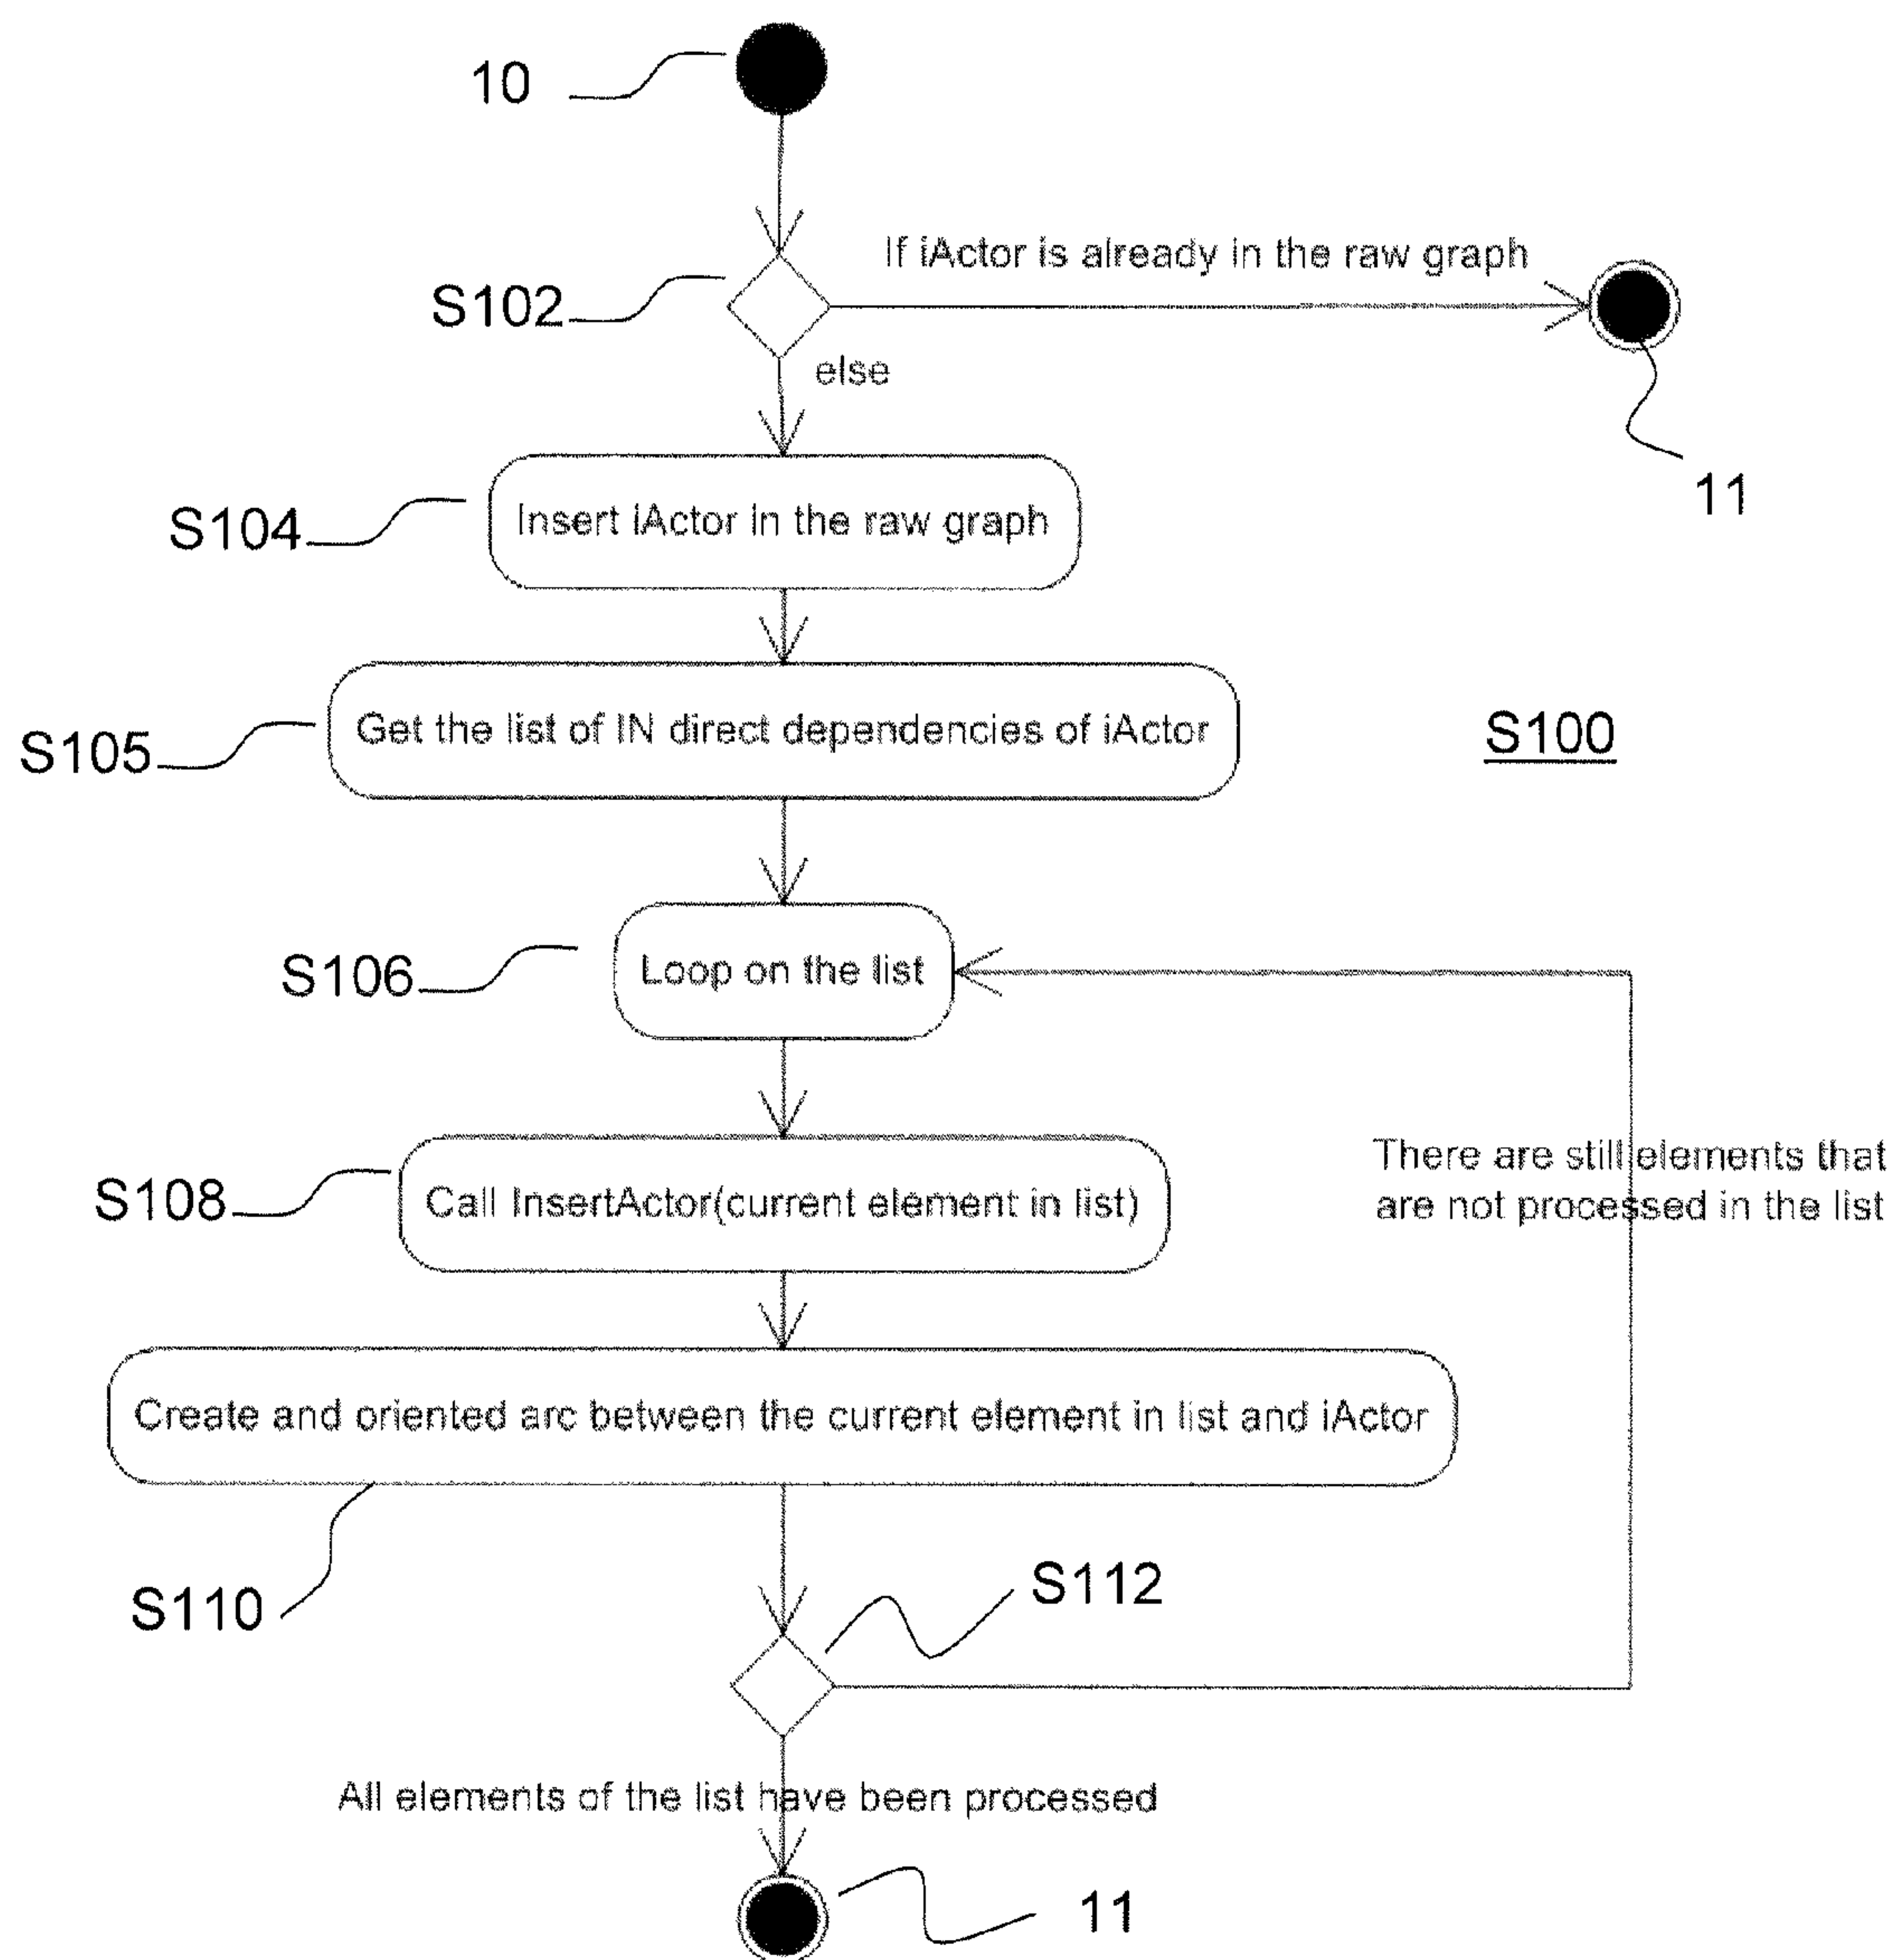 10
If iActor is already in the raw graph
S102
else
11
S104
Insert iActor in the raw graph
S105
Get the list of IN direct dependencies of iActor
S100
S106
Loop on the list
There are still elements that
are not processed in the list
S108
Call InsertActor(current element in list)
Create and oriented arc between the current element in list and iActor
S110
S112
All elements of the list have been processed
11